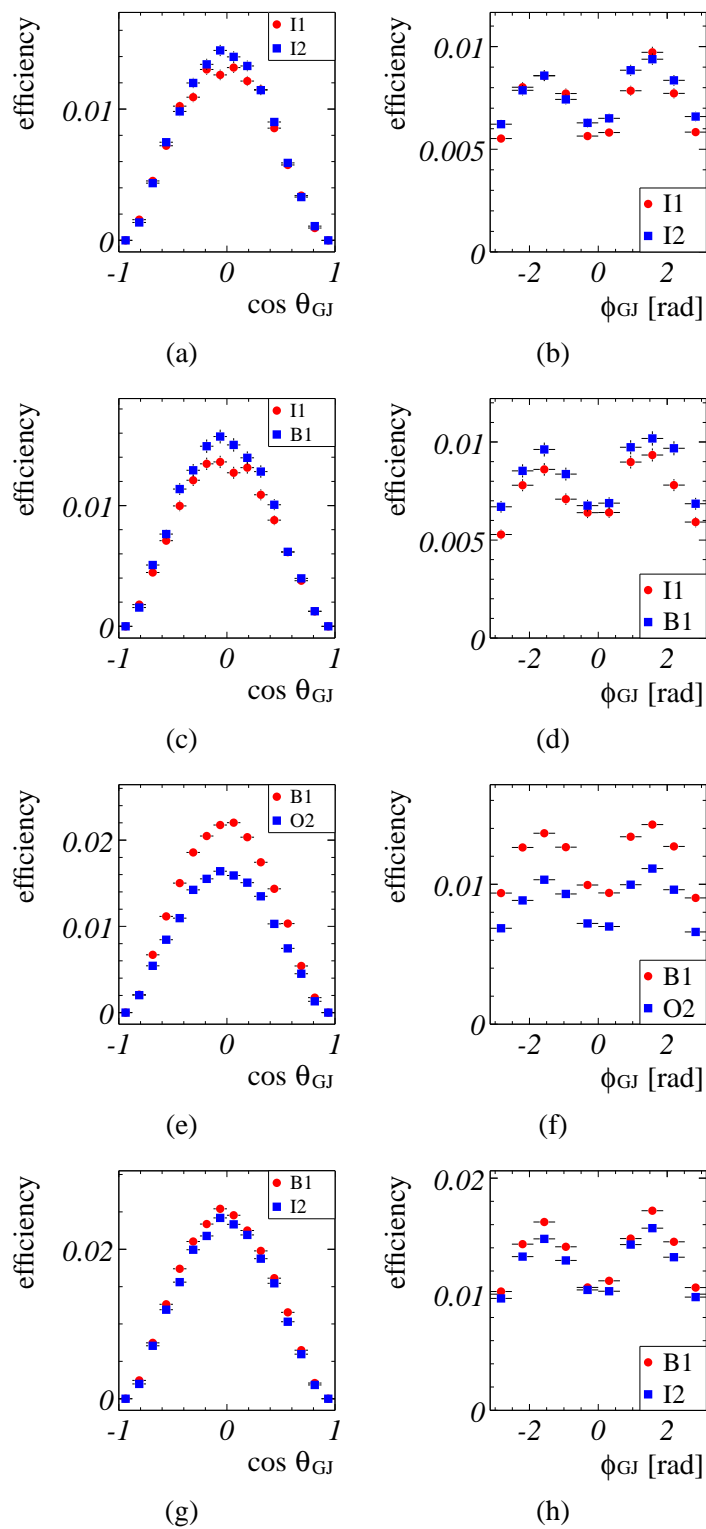 efficiency
I1
I2
0.01
0
-1 0 1
cos θGJ
(a)
efficiency
0.01
0.005
0
I1
I2
-2 0 2
ϕGJ [rad]
(b)
efficiency
I1
B1
0.01
0
-1 0 1
cos θGJ
(c)
efficiency
0.01
0.005
0
I1
B1
-2 0 2
ϕGJ [rad]
(d)
efficiency
B1
O2
0.02
0.01
0
-1 0 1
cos θGJ
(e)
efficiency
0.01
0
B1
O2
-2 0 2
ϕGJ [rad]
(f)
efficiency
B1
I2
0.02
0
-1 0 1
cos θGJ
(g)
efficiency
0.02
0.01
0
B1
I2
-2 0 2
ϕGJ [rad]
(h)